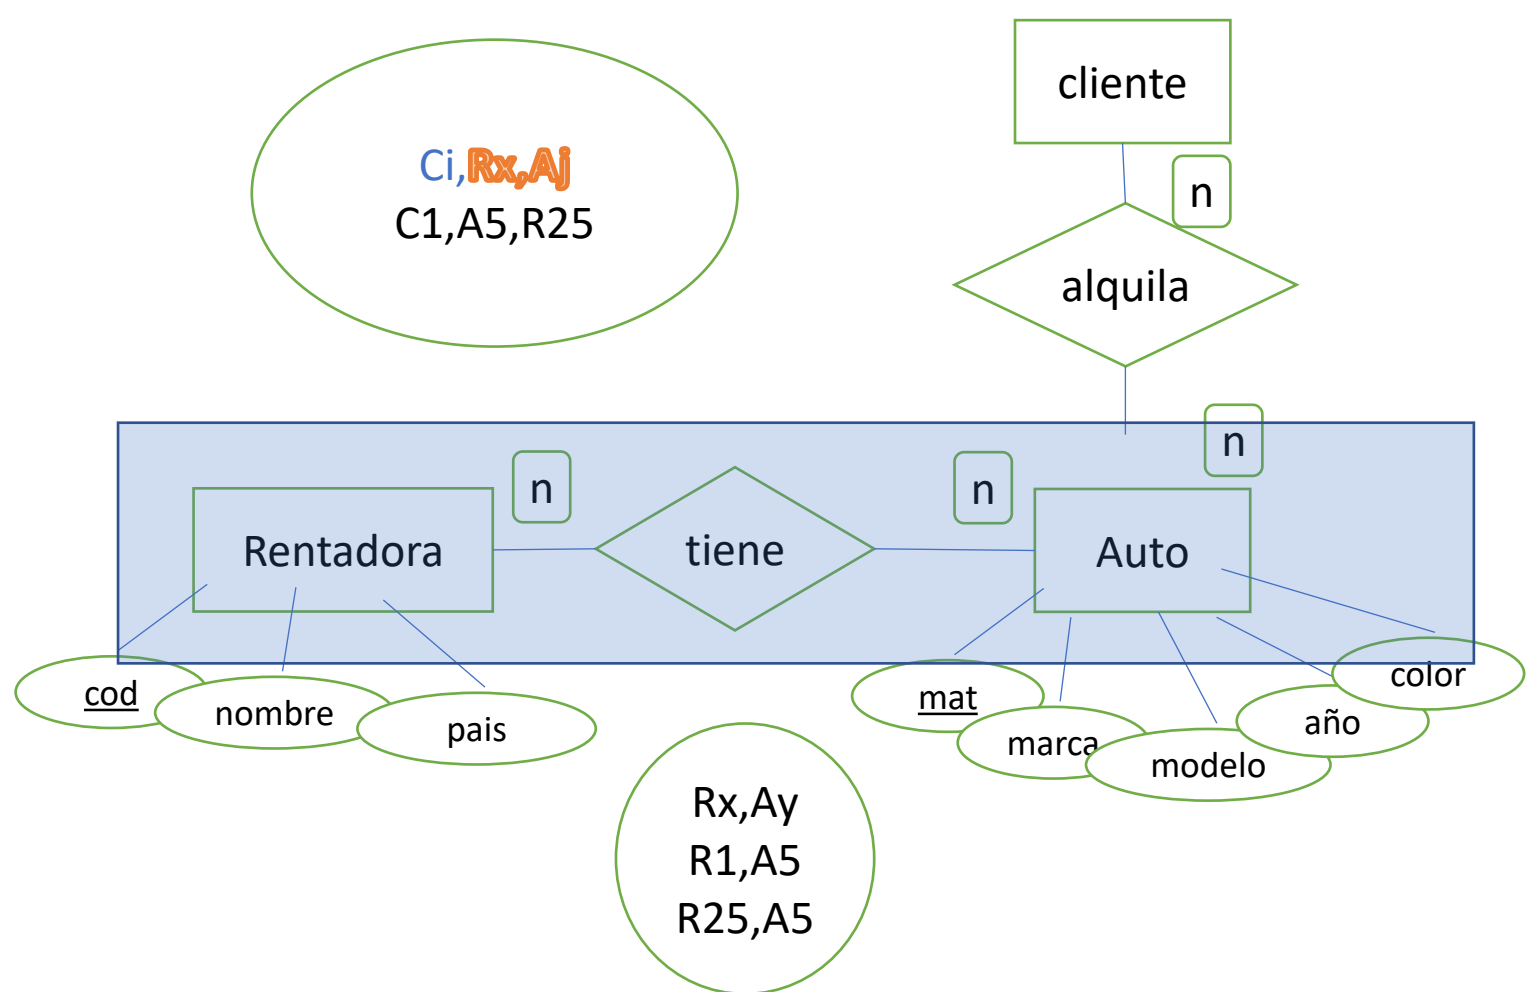 cliente
Ci,Rx,Aj
C1,A5,R25
n
alquila
n
n
n
Rentadora
tiene
Auto
cod
nombre
pais
mat
marca
modelo
año
color
Rx,Ay
R1,A5
R25,A5